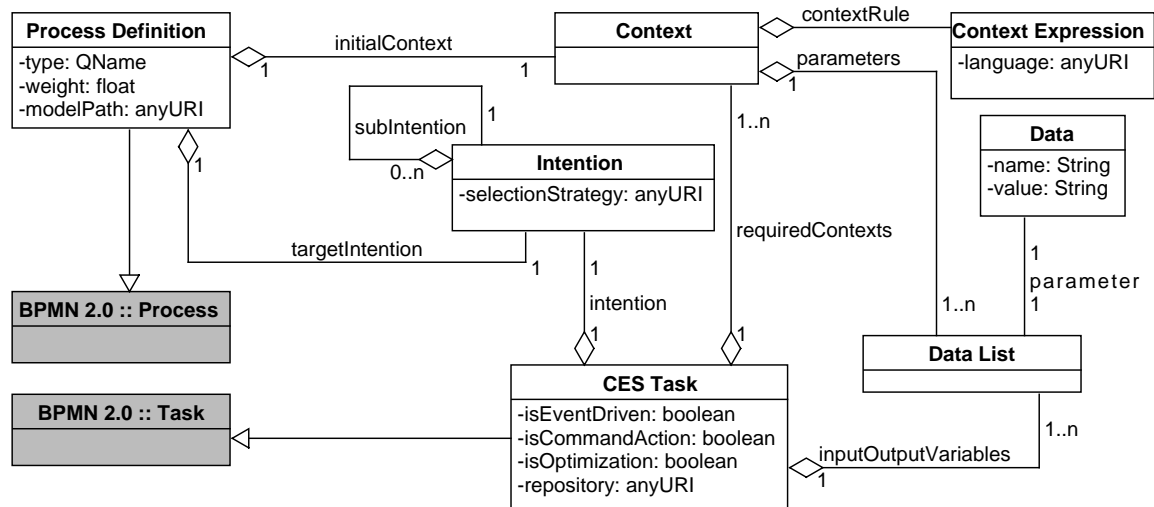 Process Definition
-type: QName
-weight: float
-modelPath: anyURI
initialContext
1
1
Context
contextRule
parameters
1
Context Expression
-language: anyURI
subIntention
1
0..n
Intention
-selectionStrategy: anyURI
1..n
Data
-name: String
-value: String
1
targetIntention
1
1
requiredContexts
1
parameter
1
BPMN 2.0 :: Process
intention
1
1
1..n
Data List
BPMN 2.0 :: Task
CES Task
-isEventDriven: boolean
-isCommandAction: boolean
-isOptimization: boolean
-repository: anyURI
1..n
inputOutputVariables
1